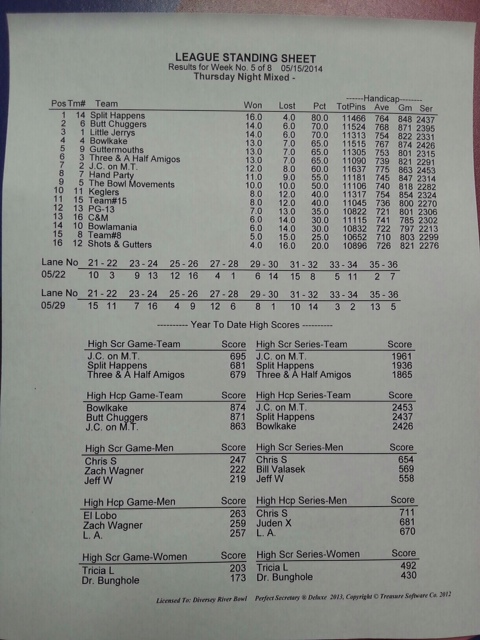 LEAGUE STANDING SHEET
Results for Week No. 5 of 8 05/15/2014
Thursday Night Mixed -
------Handicap--------
Pos Tm# Team Won Lost Pct TotPins Ave Gm Ser
1 14 Split Happens 16.0 4.0 80.0 11466 764 848 2437
2 6 Butt Chuggers 14.0 6.0 70.0 11524 768 871 2395
3 1 Little Jerrys 14.0 6.0 70.0 11313 754 822 2331
4 4 Bowlkake 13.0 7.0 65.0 11515 767 874 2426
5 9 Guttermouths 13.0 7.0 65.0 11305 753 801 2315
6 3 Three & A Half Amigos 13.0 7.0 65.0 11090 739 821 2291
7 2 J.C. on M.T. 12.0 8.0 60.0 11637 775 863 2453
8 7 Hand Party 11.0 9.0 55.0 11181 745 847 2314
9 5 The Bowl Movements 10.0 10.0 50.0 11106 740 818 2282
10 11 Keglers 8.0 12.0 40.0 11317 754 854 2324
11 15 Team#15 8.0 12.0 40.0 11045 736 800 2270
12 13 PG-13 7.0 13.0 35.0 10822 721 801 2306
13 16 C&M 6.0 14.0 30.0 11115 741 785 2302
14 10 Bowlamania 6.0 14.0 30.0 10832 722 797 2213
15 8 Team#8 5.0 15.0 25.0 10652 710 803 2299
16 12 Shots & Gutters 4.0 16.0 20.0 10896 726 821 2276
Lane No 21 - 22 23 - 24 25 - 26 27 - 28 29 - 30 31 - 32 33 - 34 35 - 36
05/22 10 3 9 13 12 16 4 1 6 14 15 8 5 11 2 7
Lane No 21 - 22 23 - 24 25 - 26 27 - 28 29 - 30 31 - 32 33 - 34 35 - 36
05/29 15 11 7 16 4 9 12 6 8 1 10 14 3 2 13 5
---------- Year To Date High Scores ----------
High Scr Game-Team Score High Scr Series-Team Score
J.C. on M.T. 695 J.C. on M.T. 1961
Split Happens 681 Split Happens 1936
Three & A Half Amigos 679 Three & A Half Amigos 1865
High Hcp Game-Team Score High Hcp Series-Team Score
Bowlkake 874 J.C. on M.T. 2453
Butt Chuggers 871 Split Happens 2437
J.C. on M.T. 863 Bowlkake 2426
High Scr Game-Men Score High Scr Series-Men Score
Chris S 247 Chris S 654
Zach Wagner 222 Bill Valasek 569
Jeff W 219 Jeff W 558
High Hcp Game-Men Score High Hcp Series-Men Score
El Lobo 263 Chris S 711
Zach Wagner 259 Juden X 681
L. A. 257 L. A. 670
High Scr Game-Women Score High Scr Series-Women Score
Tricia L 203 Tricia L 492
Dr. Bunghole 173 Dr. Bunghole 430
Licensed To: Diversey River Bowl Perfect Secretary ® Deluxe 2013, Copyright © Treasure Software Co. 2012